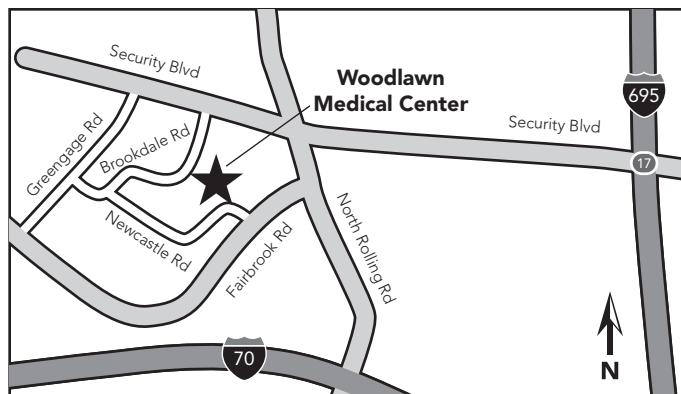 Security Blvd
Woodlawn
Medical Center
695
Security Blvd
17
Greengage Rd
Brookdale Rd
Newcastle Rd
Fairbrook Rd
North Rolling Rd
70
N